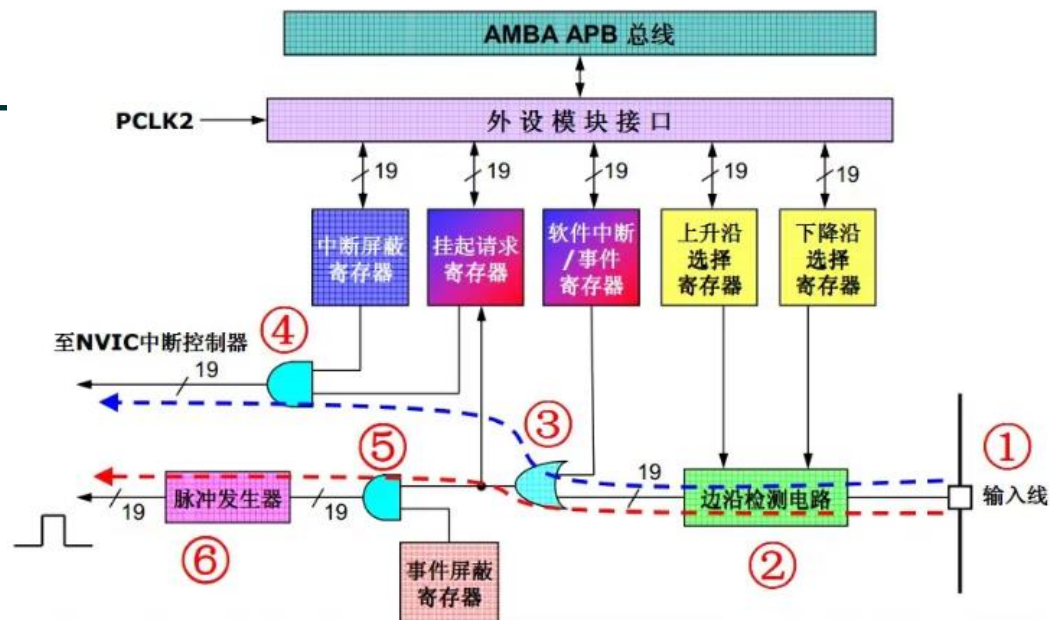 AMBA APB 总线
PCLK2
外设模块接口
19
19
19
19
19
中断屏蔽
寄存器
挂起请求
寄存器
软件中断
/事件
寄存器
上升沿
选择
寄存器
下降沿
选择
寄存器
④
至NVIC中断控制器
19
③
①
⑤
19
输入线
脉冲发生器
边沿检测电路
19
19
⑥
②
事件屏蔽
寄存器